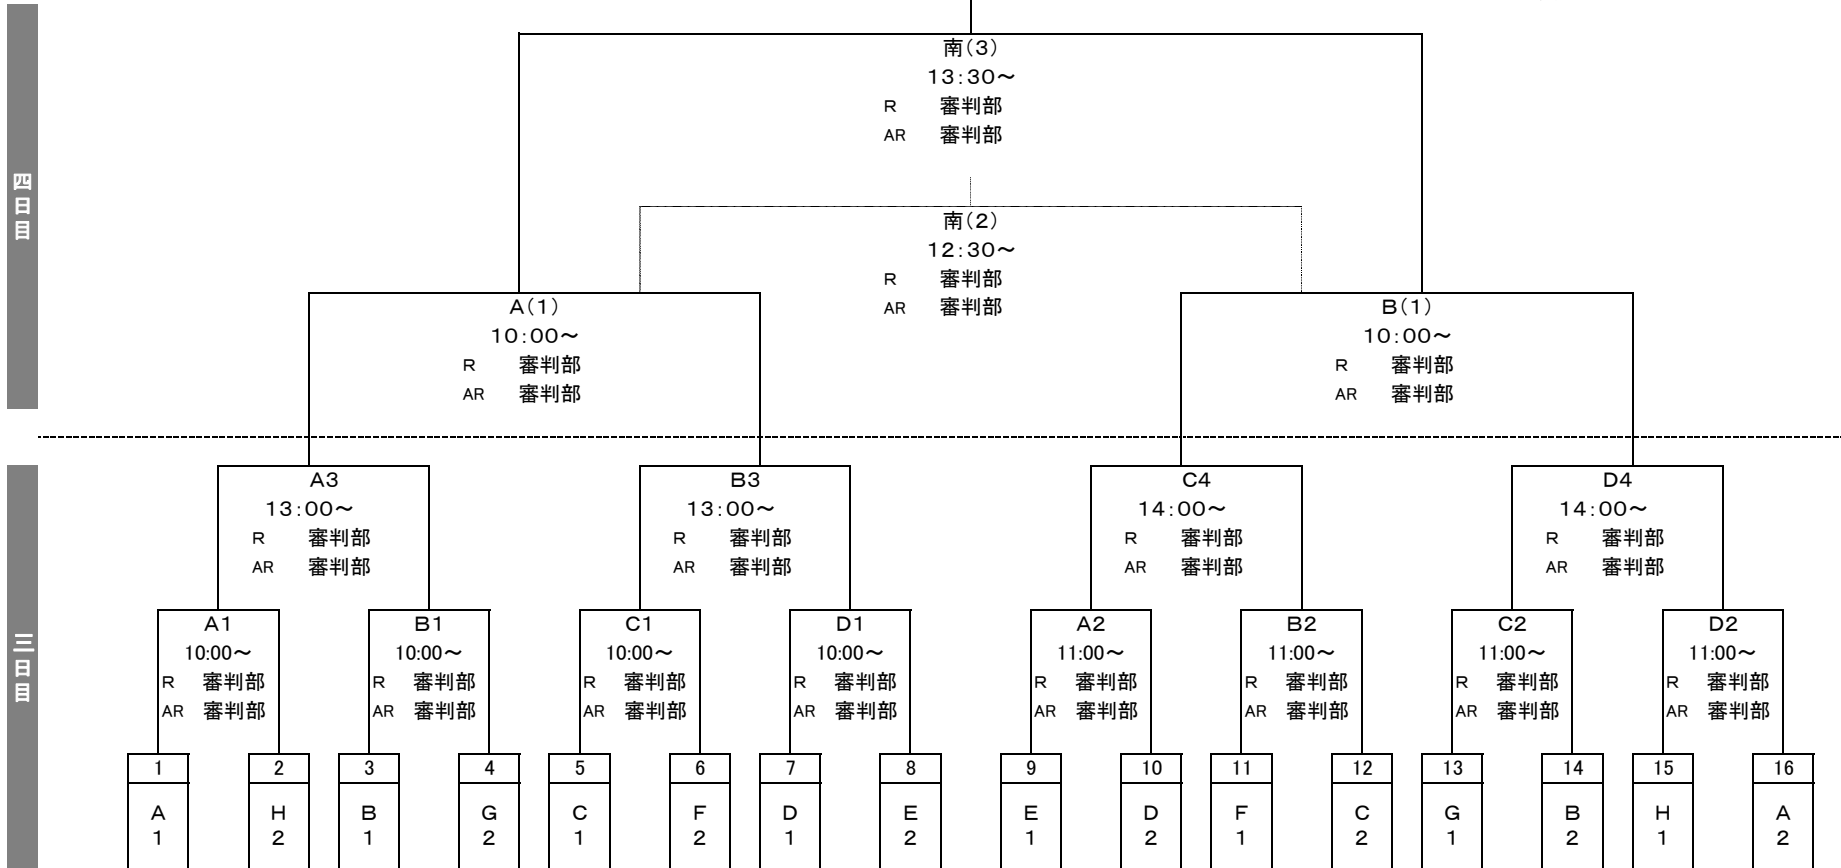 四日目
南(3)
13:30～
R 審判部
AR 審判部
南(2)
12:30～
R 審判部
AR 審判部
A(1) B(1)
10:00～ 10:00～
R 審判部 R 審判部
AR 審判部 AR 審判部
三日目
A3 B3 C4 D4
13:00～ 13:00～ 14:00～ 14:00～
R 審判部 R 審判部 R 審判部 R 審判部
AR 審判部 AR 審判部 AR 審判部 AR 審判部
A1 B1 C1 D1 A2 B2 C2 D2
10:00～ 10:00～ 10:00～ 10:00～ 11:00～ 11:00～ 11:00～ 11:00～
R 審判部 R 審判部 R 審判部 R 審判部 R 審判部 R 審判部 R 審判部 R 審判部
AR 審判部 AR 審判部 AR 審判部 AR 審判部 AR 審判部 AR 審判部 AR 審判部 AR 審判部
1 2 3 4 5 6 7 8 9 10 11 12 13 14 15 16
A H B G C F D E E D F C G B H A
1 2 1 2 1 2 1 2 1 2 1 2 1 2 1 2